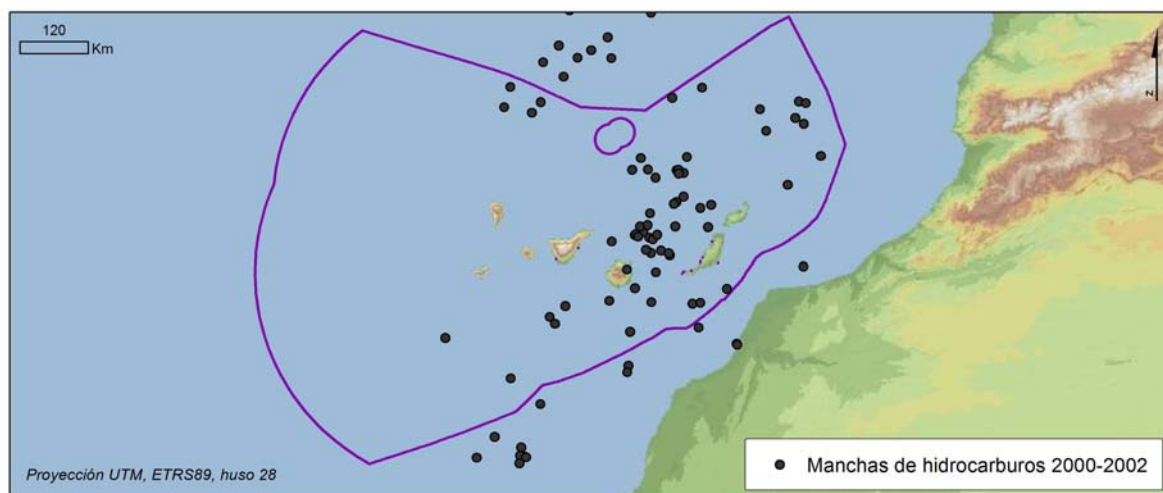 120
Km
N
Proyección UTM, ETRS89, huso 28
Manchas de hidrocarburos 2000-2002